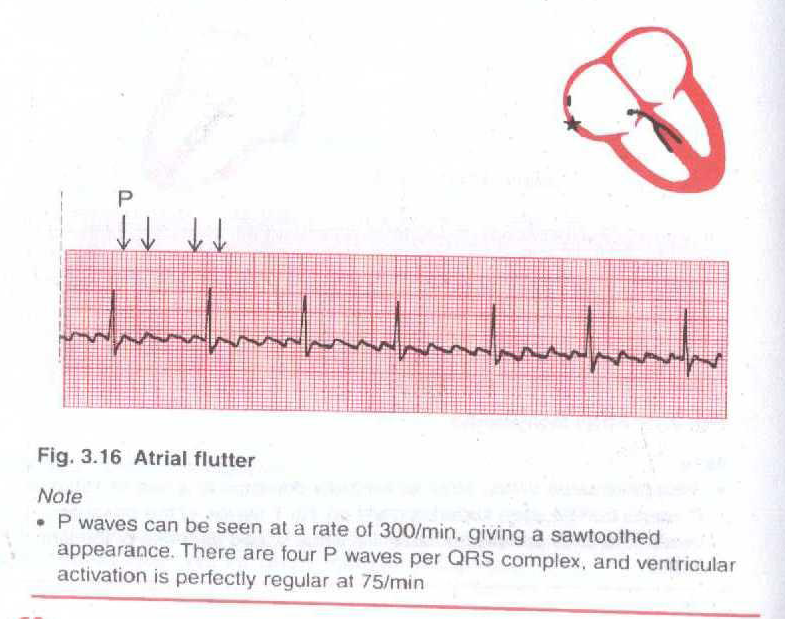 P
Fig. 3.16 Atrial flutter
Note
• P waves can be seen at a rate of 300/min, giving a sawtoothed
appearance. There are four P waves per QRS complex, and ventricular
activation is perfectly regular at 75/min